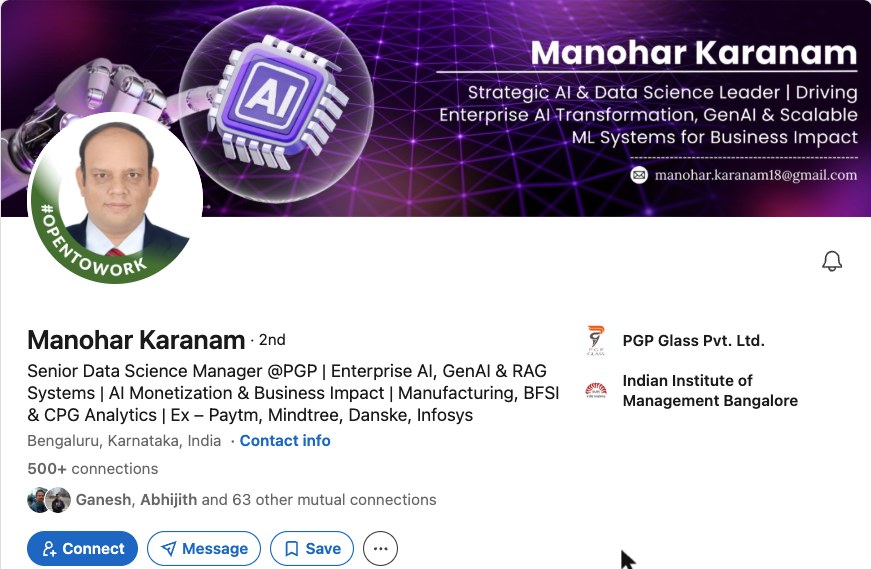 AI
Manohar Karanam
Strategic AI & Data Science Leader | Driving
Enterprise AI Transformation, GenAI & Scalable
ML Systems for Business Impact
manohar.karanam18@gmail.com
#OPENTOWORK
Manohar Karanam · 2nd
Senior Data Science Manager @PGP | Enterprise AI, GenAI & RAG
Systems | AI Monetization & Business Impact | Manufacturing, BFSI
& CPG Analytics | Ex – Paytm, Mindtree, Danske, Infosys
Bengaluru, Karnataka, India · Contact info
500+ connections
Ganesh, Abhijith and 63 other mutual connections
Connect
Message
Save
PGP
GLASS
PGP Glass Pvt. Ltd.
Indian Institute of
Management Bangalore